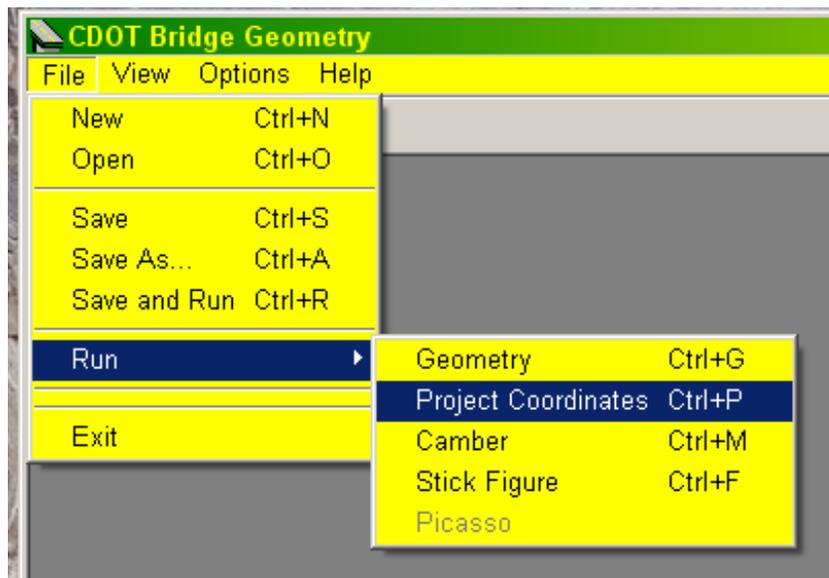 CDOT Bridge Geometry
File View Options Help
New Ctrl+N
Open Ctrl+O
Save Ctrl+S
Save As... Ctrl+A
Save and Run Ctrl+R
Run
Exit
Geometry Ctrl+G
Project Coordinates Ctrl+P
Camber Ctrl+M
Stick Figure Ctrl+F
Picasso